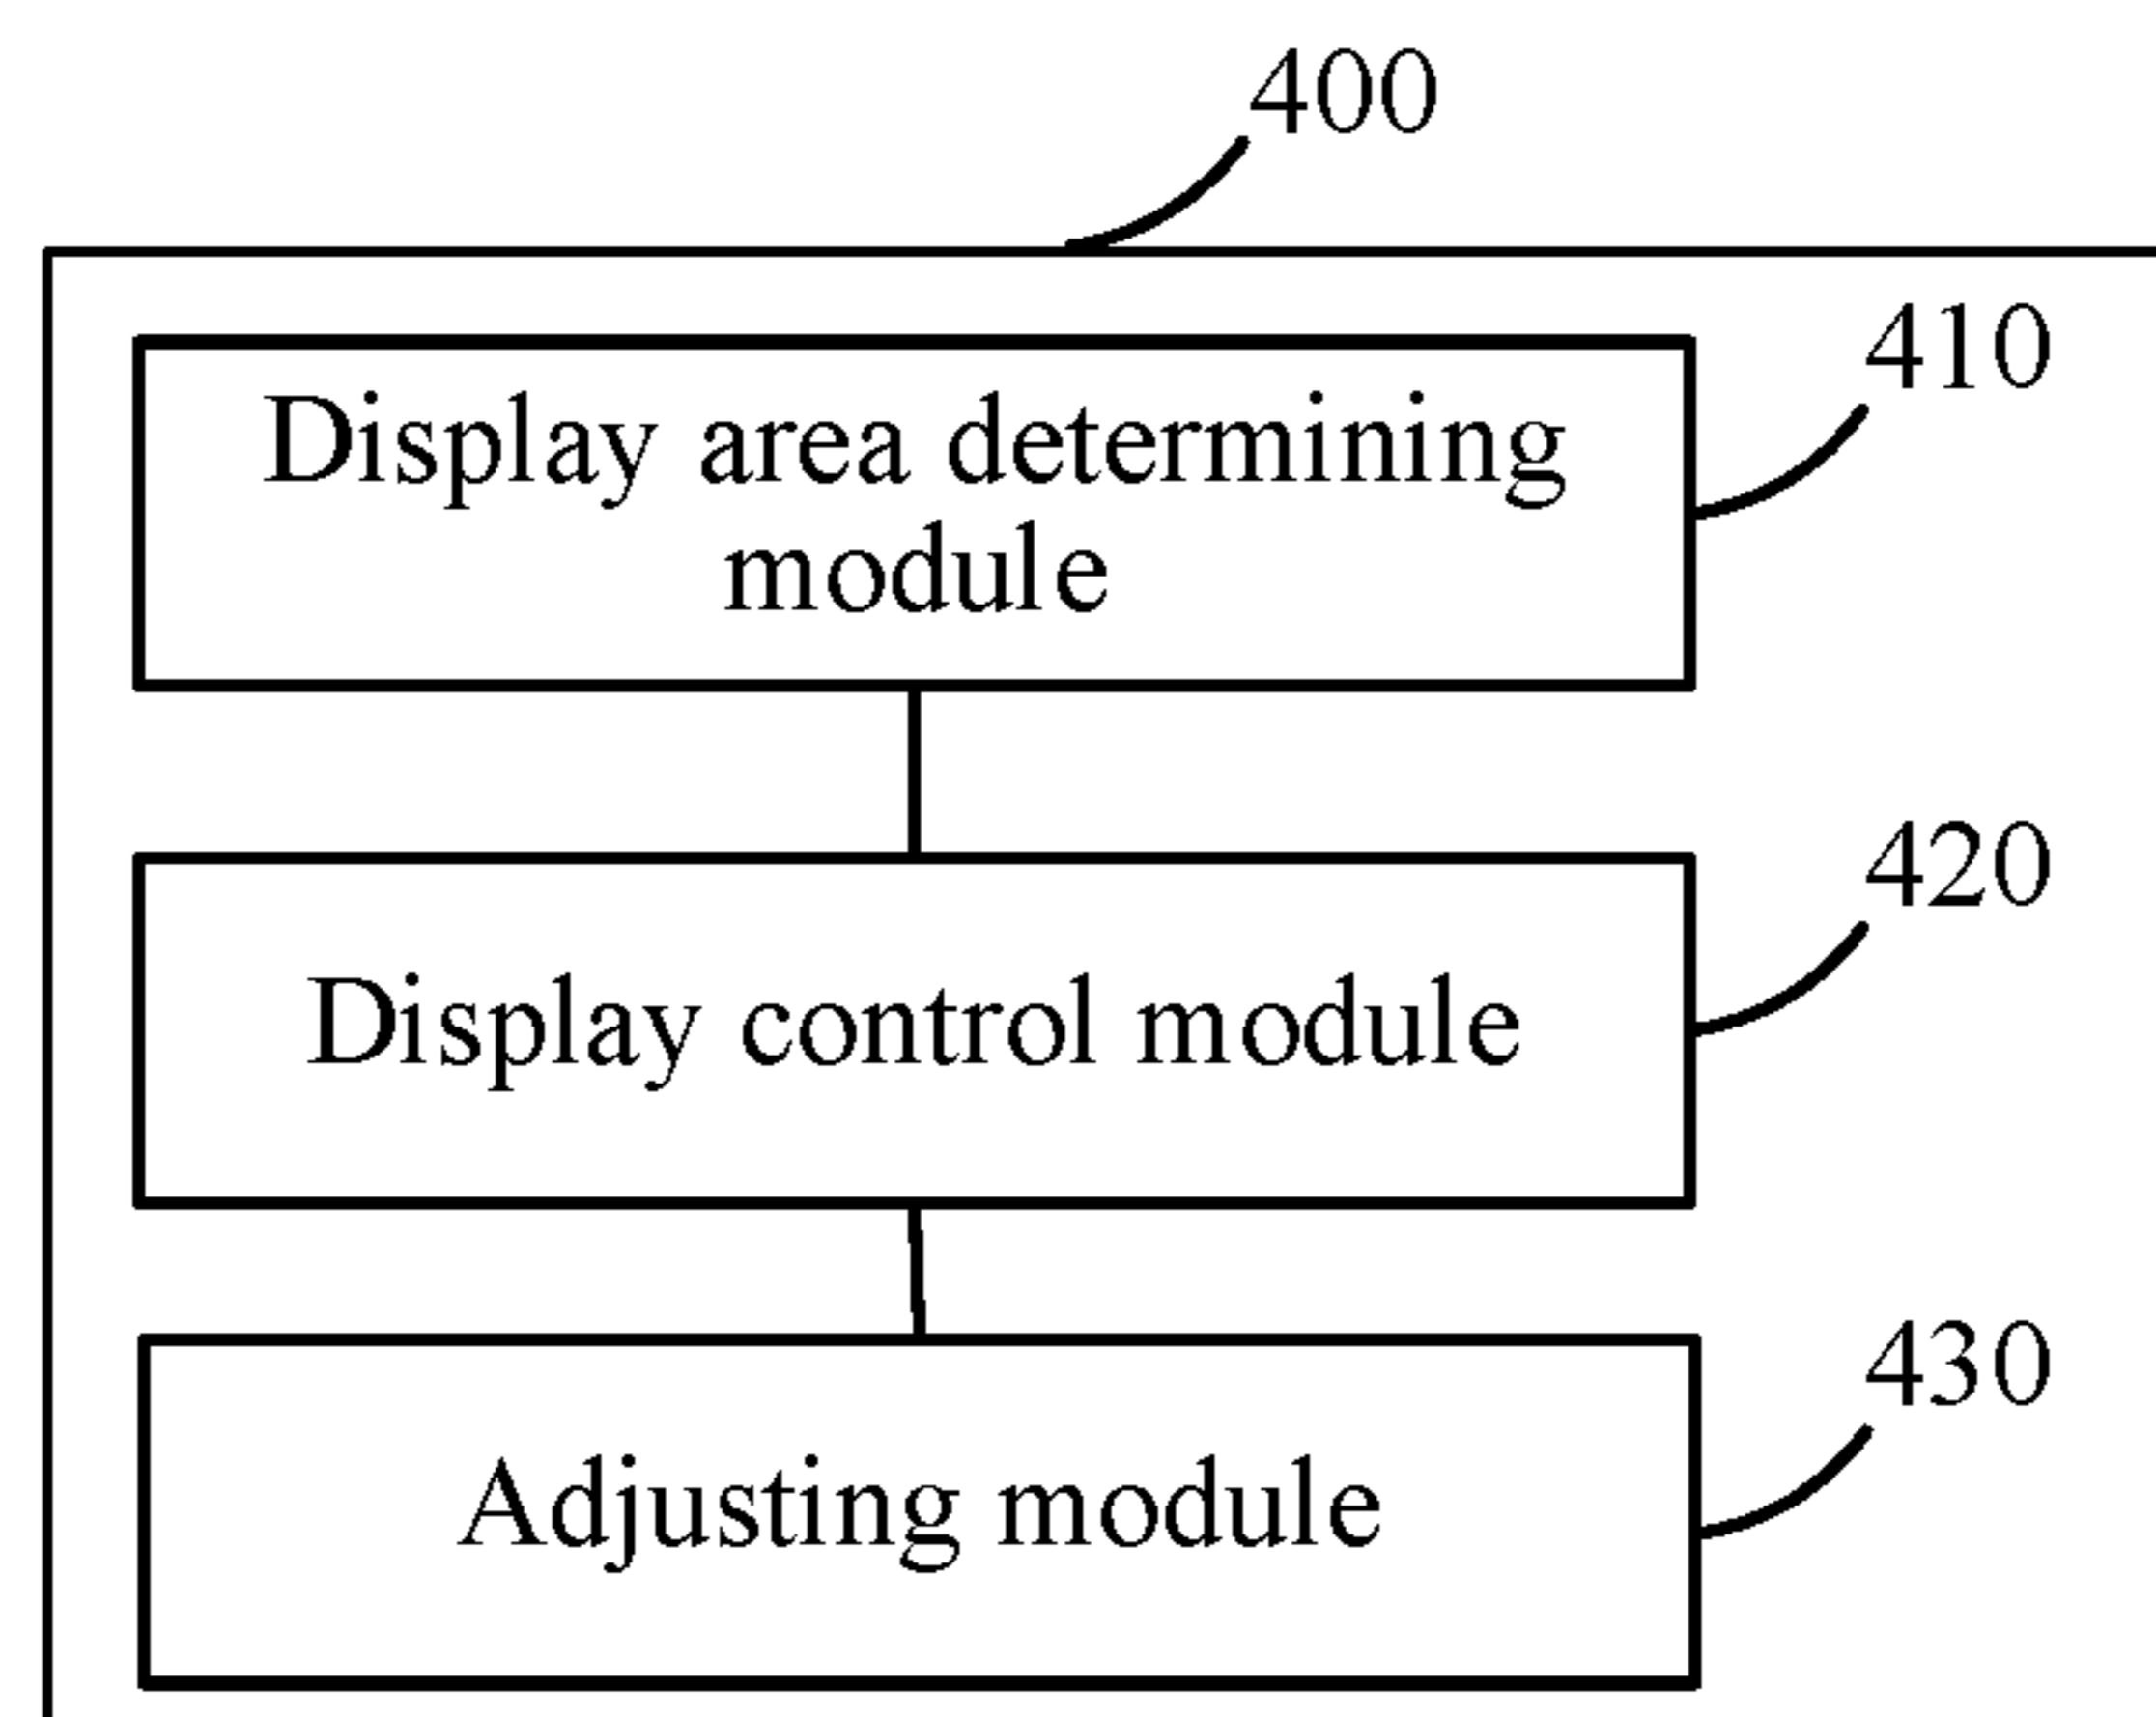 400
410
Display area determining
module
420
Display control module
430
Adjusting module